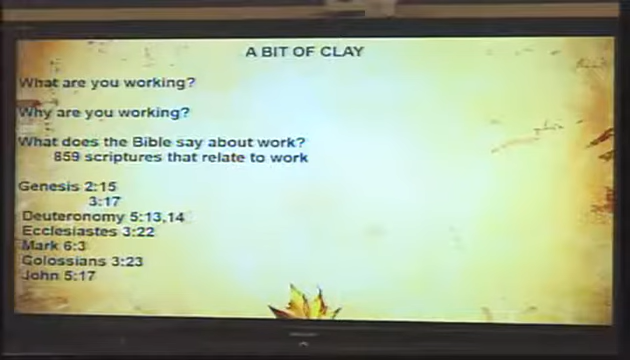 A BIT OF CLAY
What are you working?
Why are you working?
What does the Bible say about work?
859 scriptures that relate to work
Genesis 2:15
3:17
Deuteronomy 5:13,14
Ecclesiastes 3:22
Mark 6:3
Colossians 3:23
John 5:17